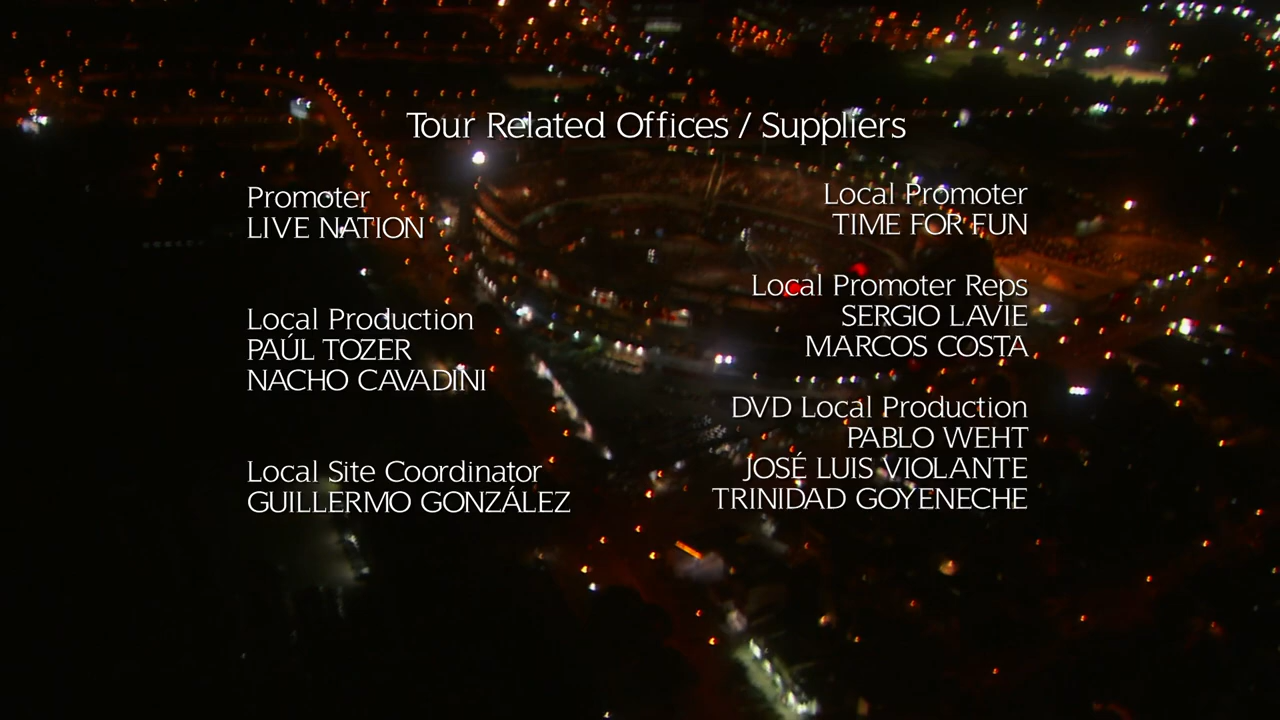 Tour Related Offices / Suppliers
Promoter
LIVE NATION
Local Production
PAÚL TOZER
NACHO CAVADINI
Local Site Coordinator
GUILLERMO GONZÁLEZ
Local Promoter
TIME FOR FUN
Local Promoter Reps
SERGIO LAVIE
MARCOS COSTA
DVD Local Production
PABLO WEHT
JOSÉ LUIS VIOLANTE
TRINIDAD GOYENECHE